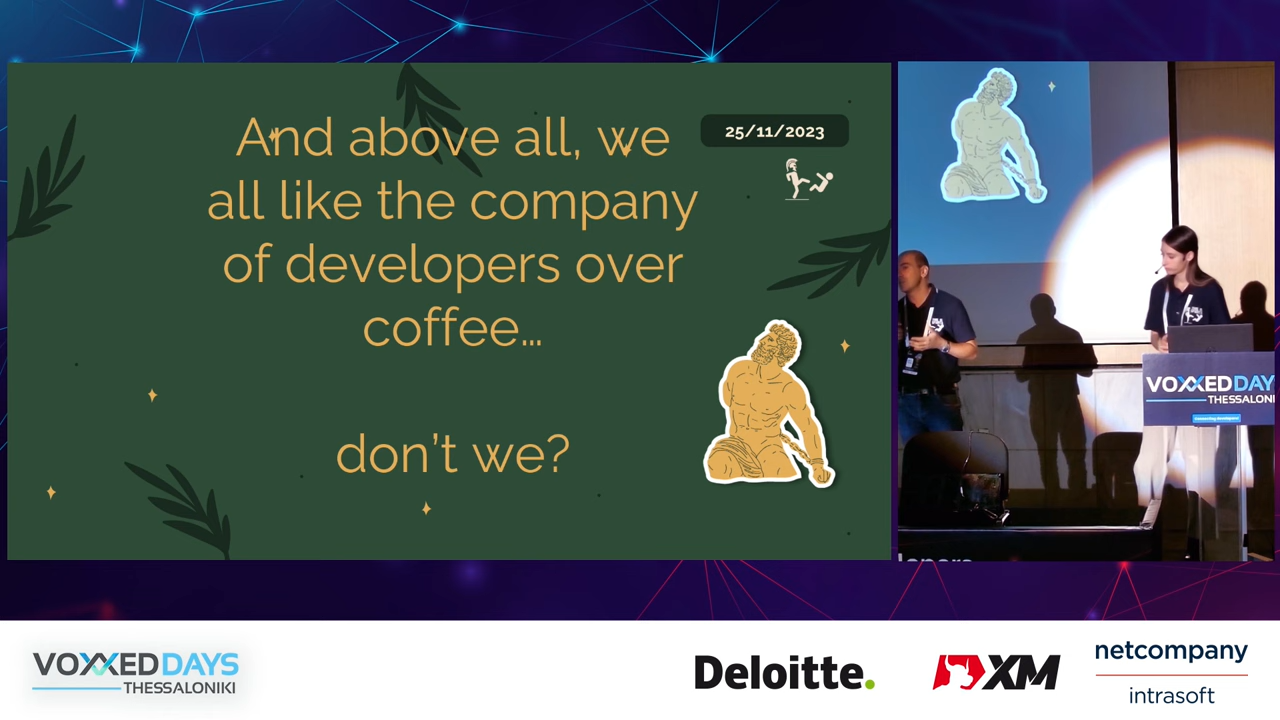 And above all, we
all like the company
of developers over
coffee...
don't we?
25/11/2023
VOXXED DAY
THESSALONI
VOXXED DAYS
THESSALONIKI
Deloitte.
XM
netcompany
intrasoft